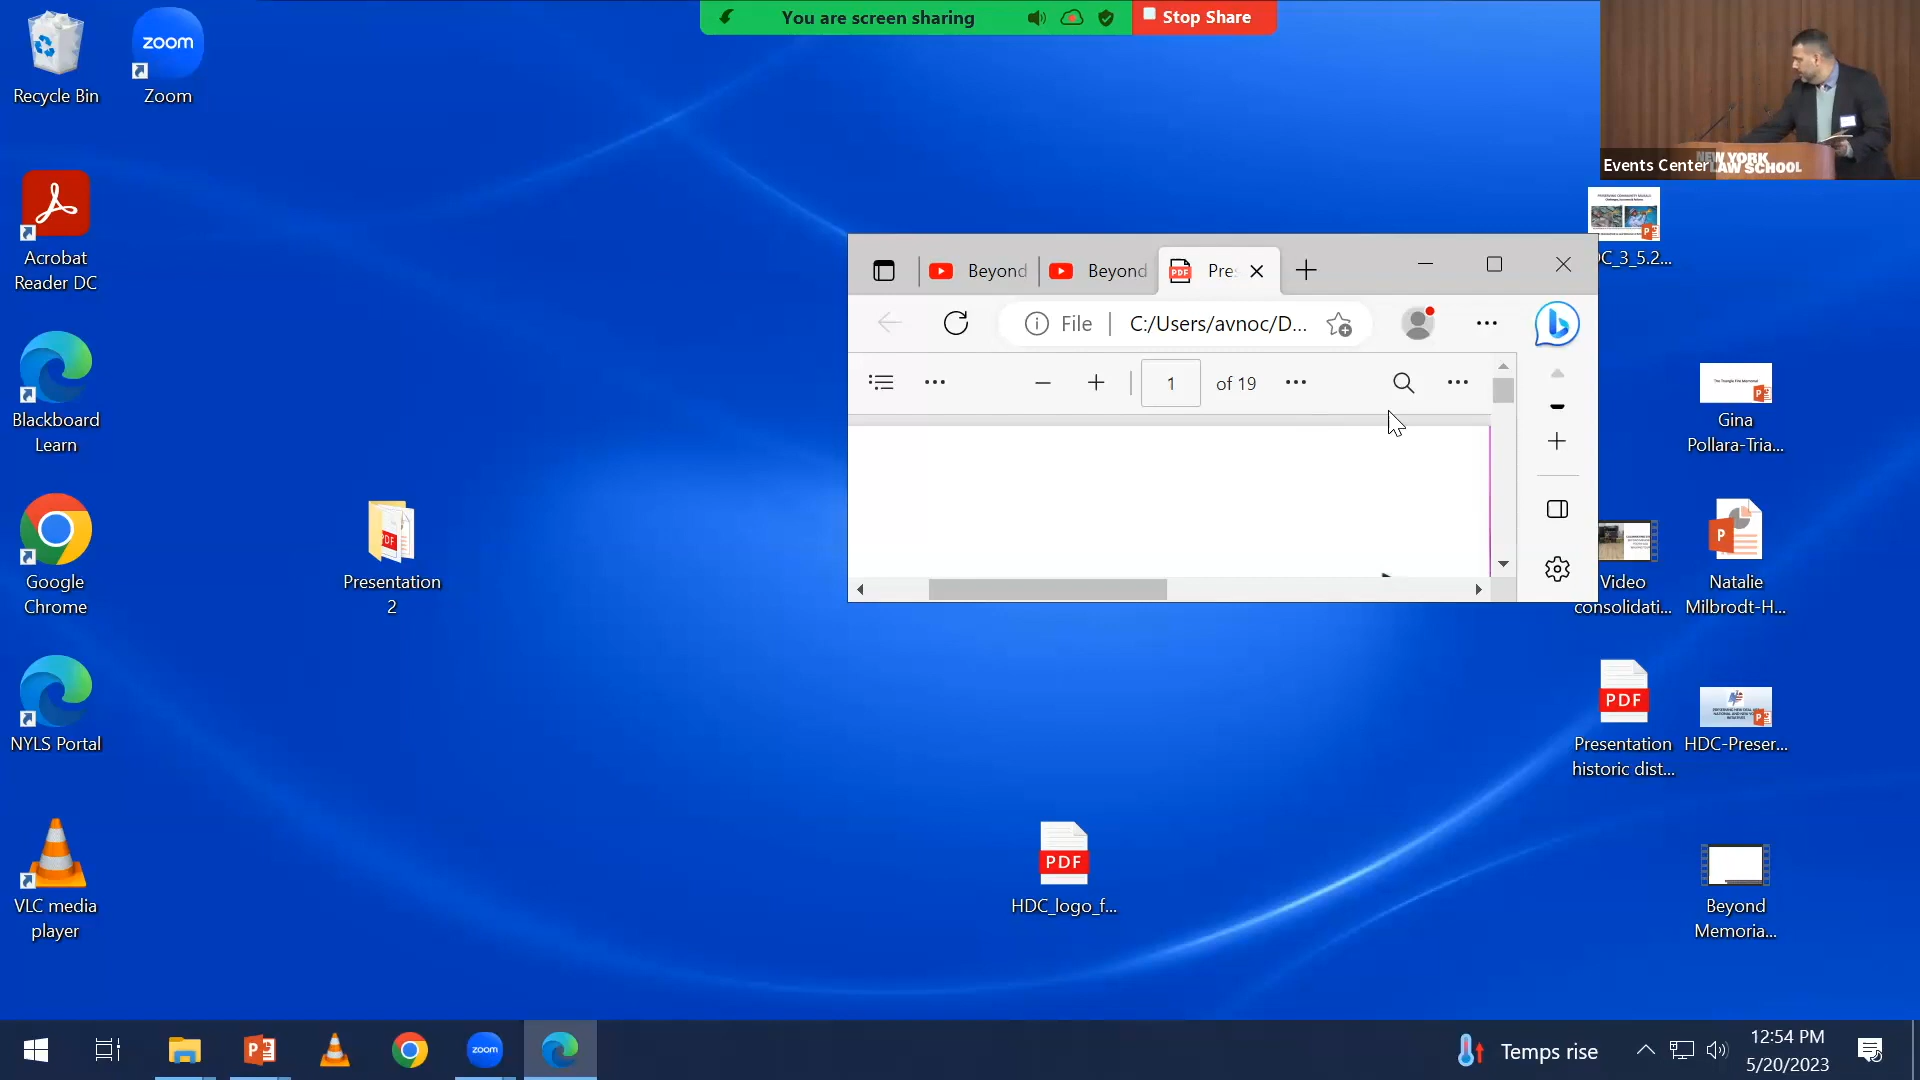 You are screen sharing
Stop Share
Recycle Bin
zoom
Zoom
Events Center
NEW YORK
LAW SCHOOL
Acrobat
Reader DC
Blackboard
Learn
Google
Chrome
NYLS Portal
VLC media
player
PDF
Presentation
2
Beyond
Beyond
PDF
Pre
File
C:/Users/avnoc/D...
1
of 19
C_3_5.2...
Gina
Pollara-Tria...
Video
consolidati...
P
Natalie
Milbrodt-H...
PDF
Presentation
historic dist...
HDC-Preser...
PDF
HDC_logo_f...
Beyond
Memoria...
zoom
Temps rise
12:54 PM
5/20/2023